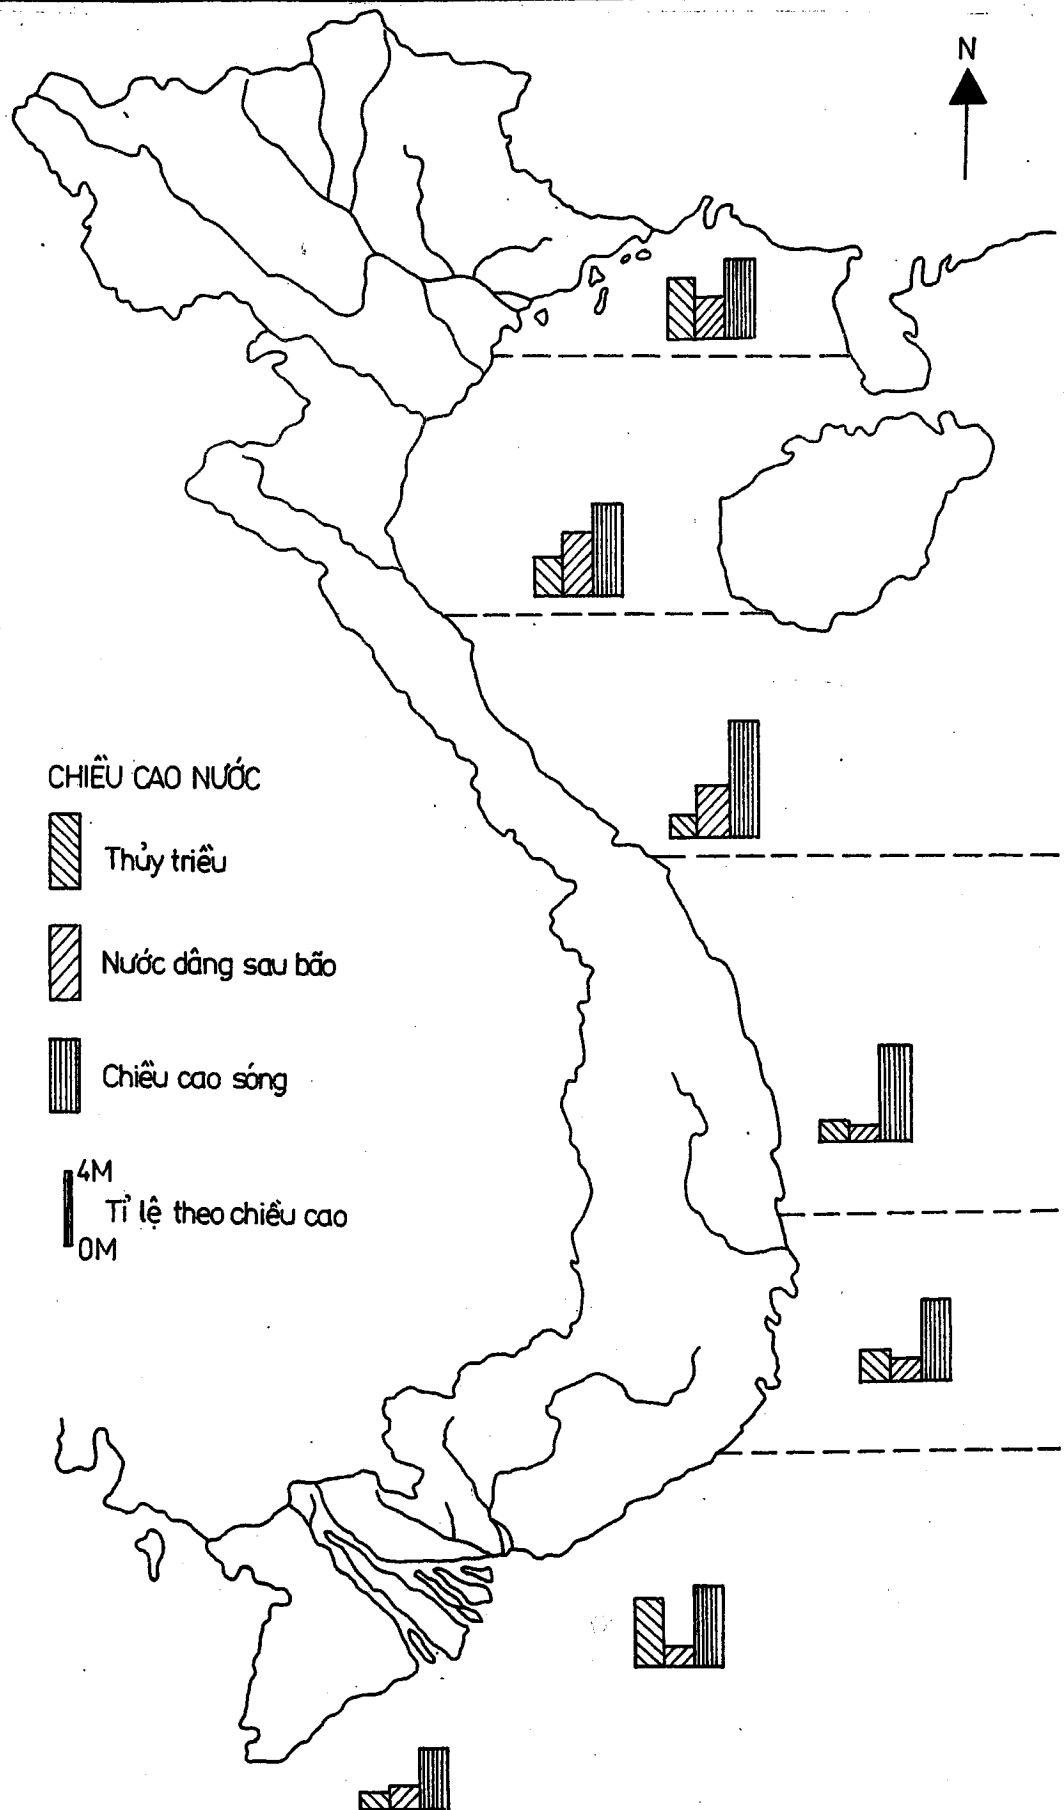 N
CHIỀU CAO NƯỚC
Thủy triều
Nước dâng sau bão
Chiều cao sóng
4M
Tỉ lệ theo chiều cao
0M